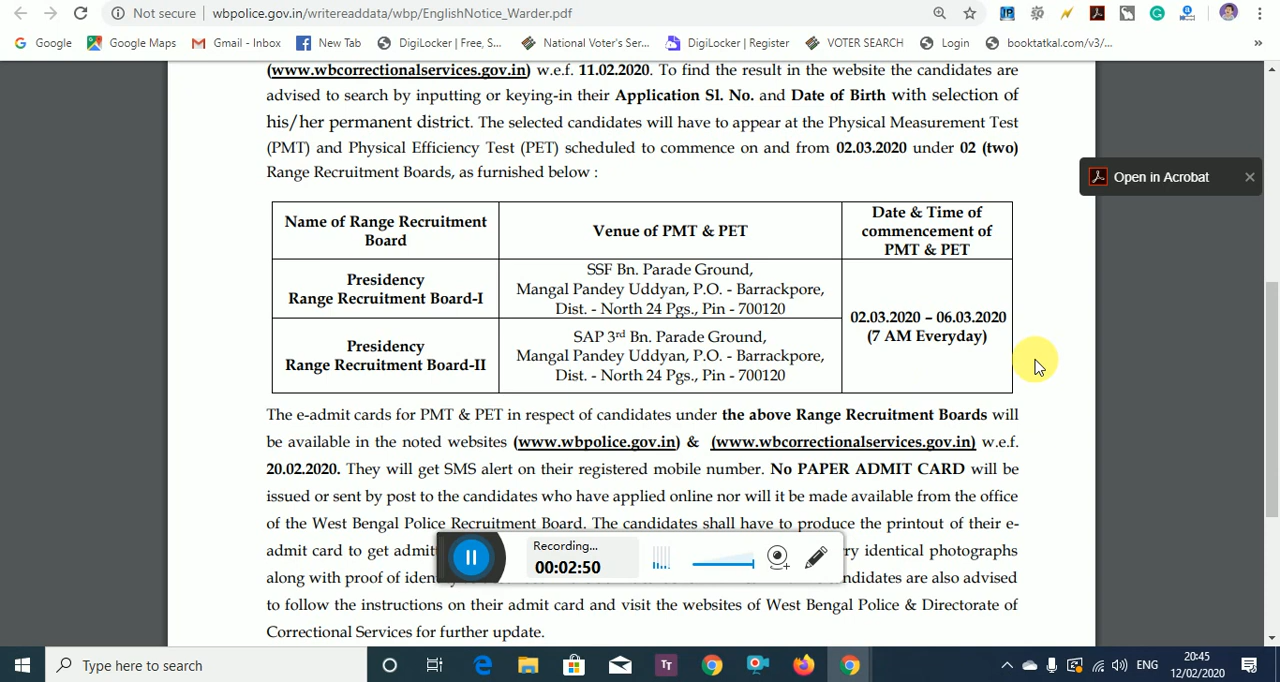 Not secure | wbpolice.gov.in/writereaddata/wbp/EnglishNotice_Warder.pdf
Google Google Maps Gmail - Inbox New Tab DigiLocker | Free, S... National Voter's Ser... DigiLocker | Register VOTER SEARCH Login booktatkal.com/v3/... »
(www.wbcorrectionalservices.gov.in) w.e.f. 11.02.2020. To find the result in the website the candidates are
advised to search by inputting or keying-in their Application Sl. No. and Date of Birth with selection of
his/her permanent district. The selected candidates will have to appear at the Physical Measurement Test
(PMT) and Physical Efficiency Test (PET) scheduled to commence on and from 02.03.2020 under 02 (two)
Range Recruitment Boards, as furnished below :
Open in Acrobat
Name of Range Recruitment
Board
Venue of PMT & PET
Date & Time of
commencement of
PMT & PET
Presidency
Range Recruitment Board-I
SSF Bn. Parade Ground,
Mangal Pandey Uddyan, P.O. - Barrackpore,
Dist. - North 24 Pgs., Pin - 700120
02.03.2020 – 06.03.2020
(7 AM Everyday)
Presidency
Range Recruitment Board-II
SAP 3rd Bn. Parade Ground,
Mangal Pandey Uddyan, P.O. - Barrackpore,
Dist. - North 24 Pgs., Pin - 700120
The e-admit cards for PMT & PET in respect of candidates under the above Range Recruitment Boards will
be available in the noted websites (www.wbpolice.gov.in) & (www.wbcorrectionalservices.gov.in) w.e.f.
20.02.2020. They will get SMS alert on their registered mobile number. No PAPER ADMIT CARD will be
issued or sent by post to the candidates who have applied online nor will it be made available from the office
of the West Bengal Police Recruitment Board. The candidates shall have to produce the printout of their e-
admit card to get identical photographs
along with proof of candidates are also advised
to follow the instructions on their admit card and visit the websites of West Bengal Police & Directorate of
Correctional Services for further update.
Recording...
00:02:50
Type here to search
Tт
ENG
20:45
12/02/2020